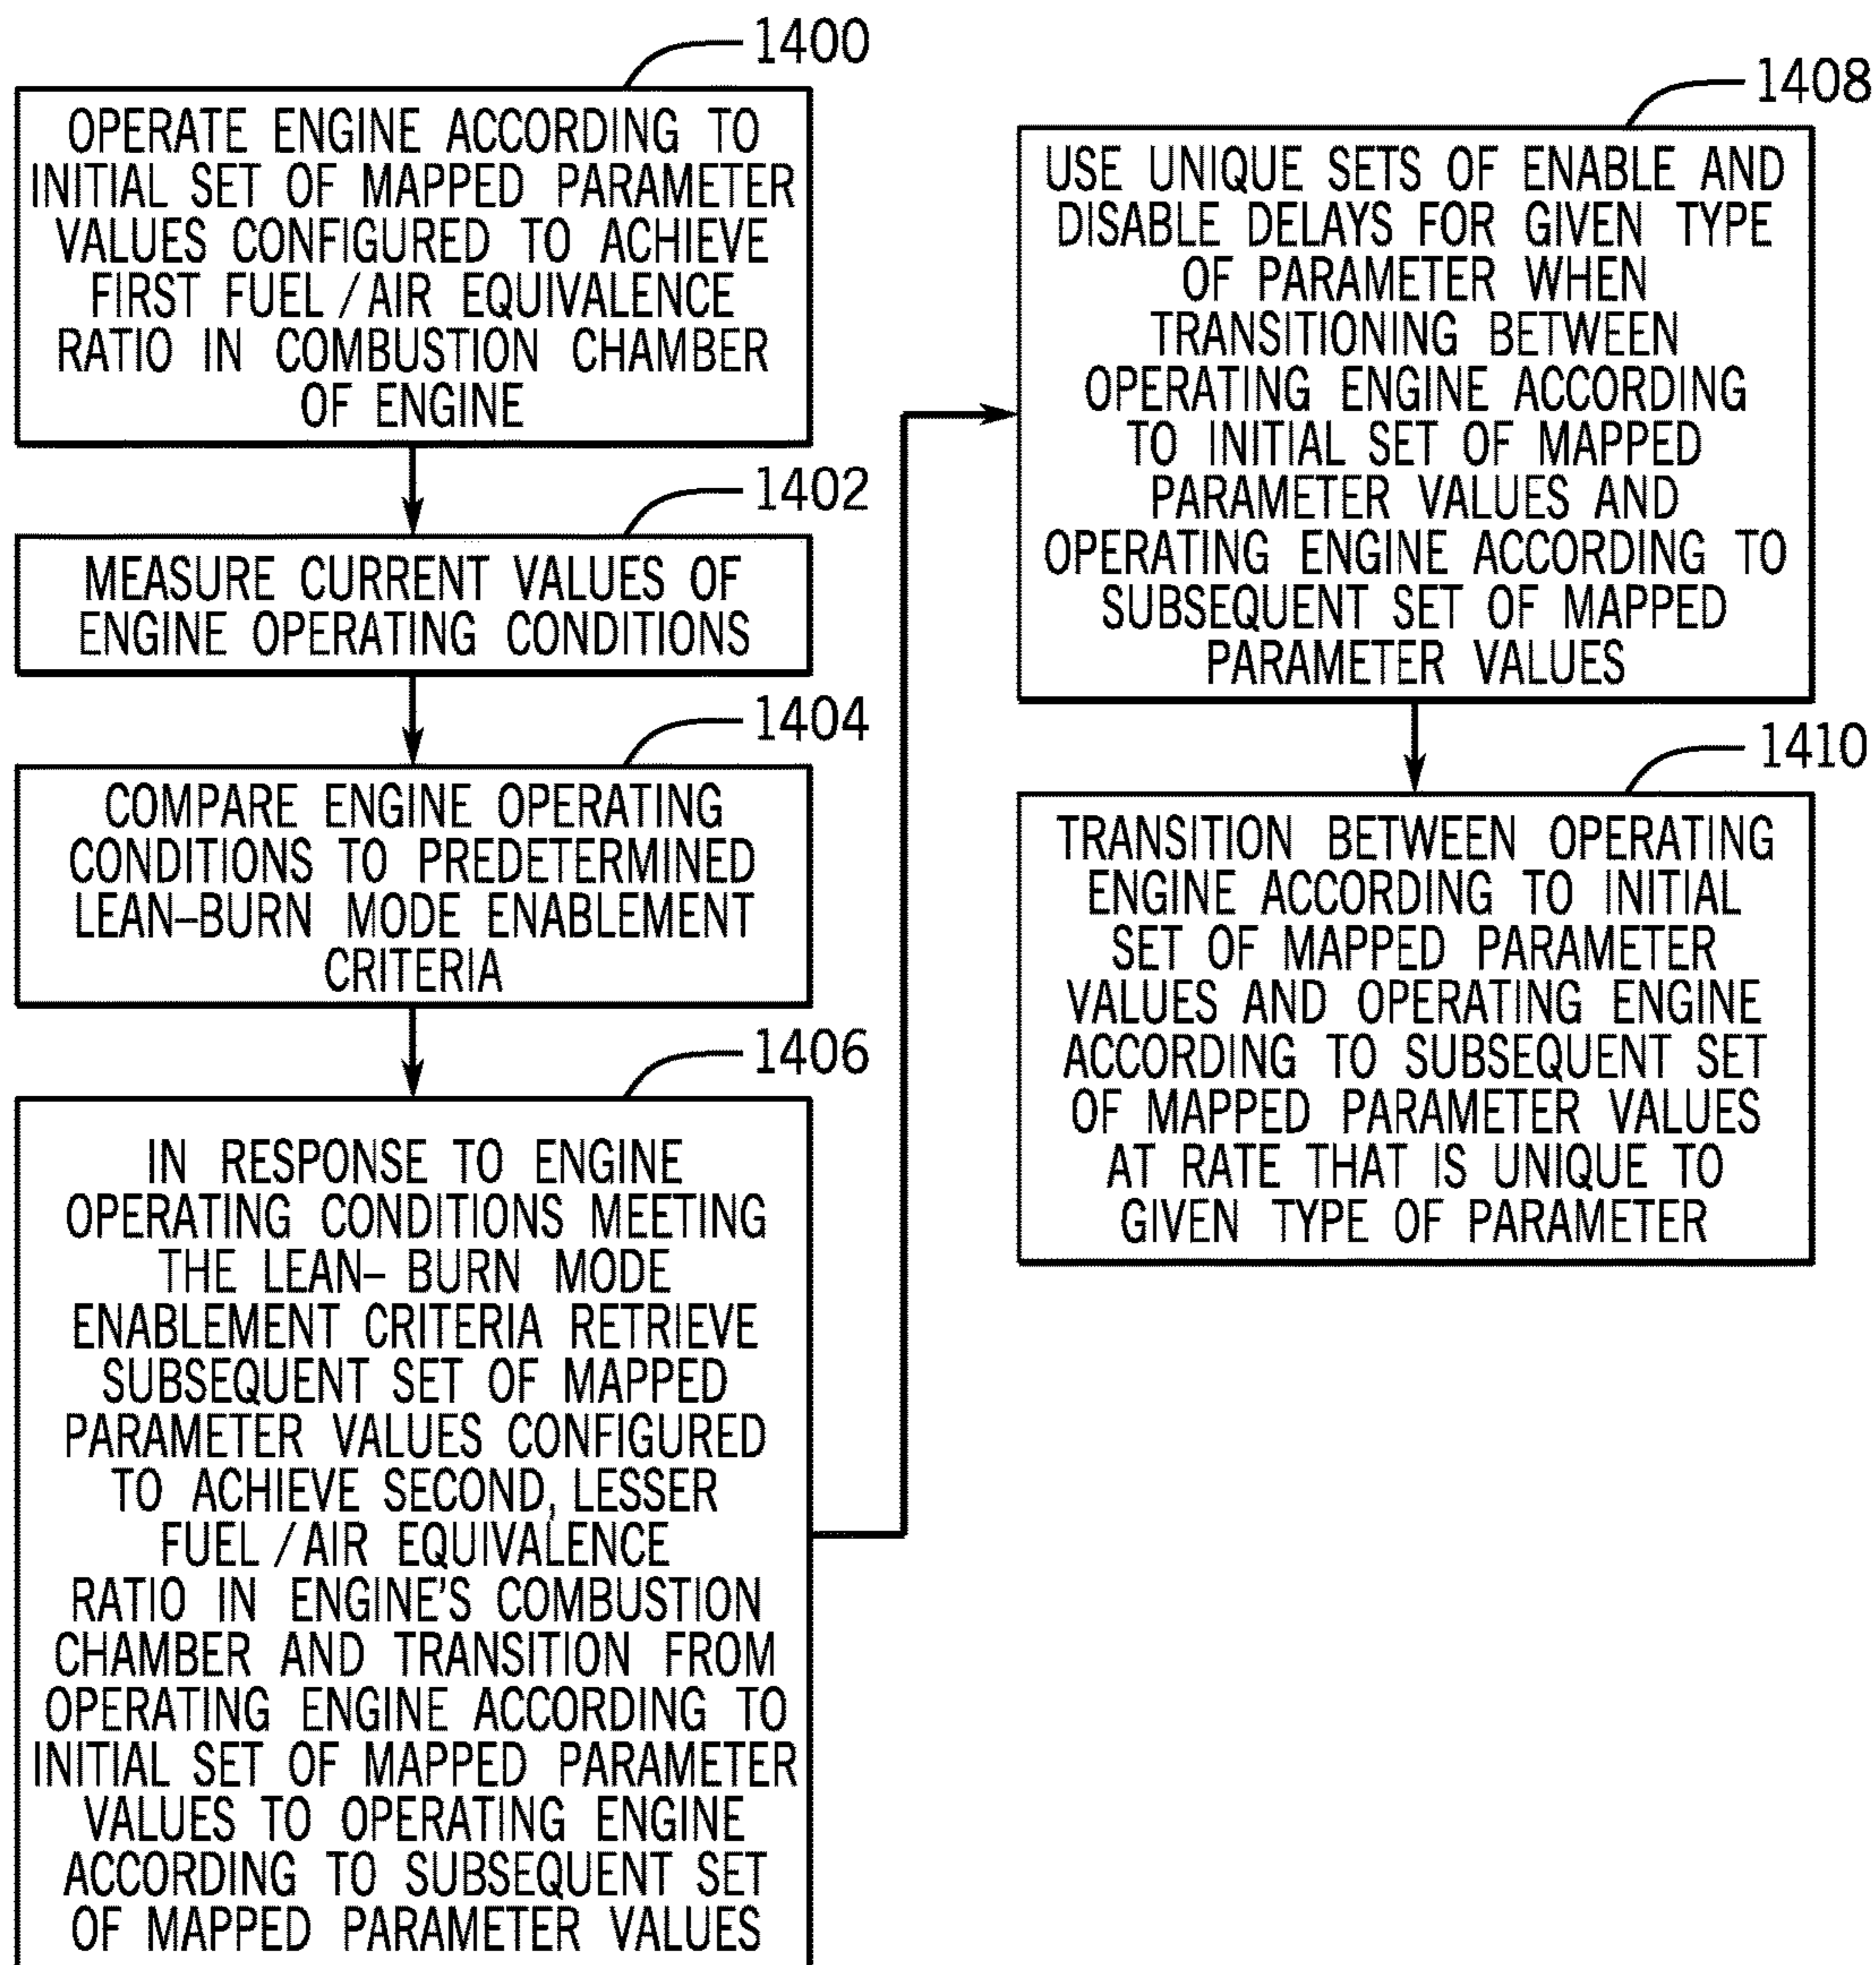 1400
OPERATE ENGINE ACCORDING TO
INITIAL SET OF MAPPED PARAMETER
VALUES CONFIGURED TO ACHIEVE
FIRST FUEL/AIR EQUIVALENCE
RATIO IN COMBUSTION CHAMBER
OF ENGINE
1402
MEASURE CURRENT VALUES OF
ENGINE OPERATING CONDITIONS
1404
COMPARE ENGINE OPERATING
CONDITIONS TO PREDETERMINED
LEAN-BURN MODE ENABLEMENT
CRITERIA
1406
IN RESPONSE TO ENGINE
OPERATING CONDITIONS MEETING
THE LEAN- BURN MODE
ENABLEMENT CRITERIA RETRIEVE
SUBSEQUENT SET OF MAPPED
PARAMETER VALUES CONFIGURED
TO ACHIEVE SECOND, LESSER
FUEL/AIR EQUIVALENCE
RATIO IN ENGINE'S COMBUSTION
CHAMBER AND TRANSITION FROM
OPERATING ENGINE ACCORDING TO
INITIAL SET OF MAPPED PARAMETER
VALUES TO OPERATING ENGINE
ACCORDING TO SUBSEQUENT SET
OF MAPPED PARAMETER VALUES
1408
USE UNIQUE SETS OF ENABLE AND
DISABLE DELAYS FOR GIVEN TYPE
OF PARAMETER WHEN
TRANSITIONING BETWEEN
OPERATING ENGINE ACCORDING
TO INITIAL SET OF MAPPED
PARAMETER VALUES AND
OPERATING ENGINE ACCORDING TO
SUBSEQUENT SET OF MAPPED
PARAMETER VALUES
1410
TRANSITION BETWEEN OPERATING
ENGINE ACCORDING TO INITIAL
SET OF MAPPED PARAMETER
VALUES AND OPERATING ENGINE
ACCORDING TO SUBSEQUENT SET
OF MAPPED PARAMETER VALUES
AT RATE THAT IS UNIQUE TO
GIVEN TYPE OF PARAMETER